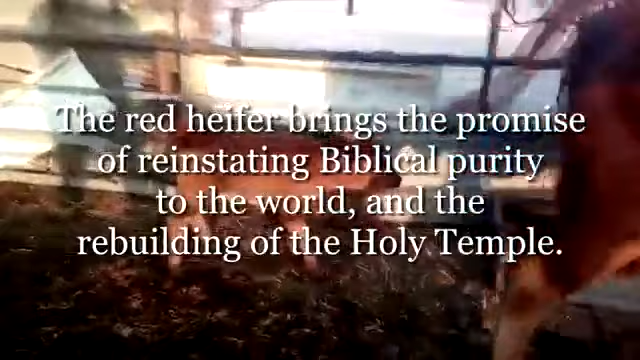 The red heifer brings the promise
of reinstating Biblical purity
to the world, and the
rebuilding of the Holy Temple.